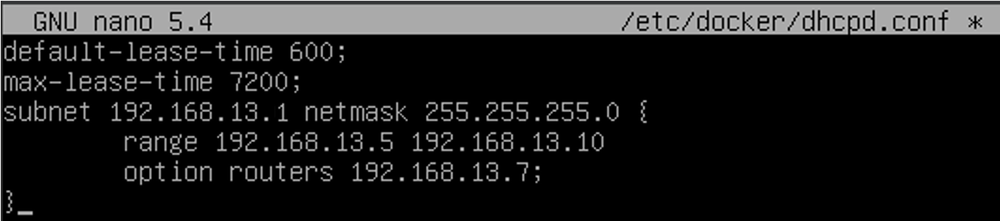 GNU nano 5.4 /etc/docker/dhcpd.conf *
default-lease-time 600;
max-lease-time 7200;
subnet 192.168.13.1 netmask 255.255.255.0 {
range 192.168.13.5 192.168.13.10
option routers 192.168.13.7;
}_